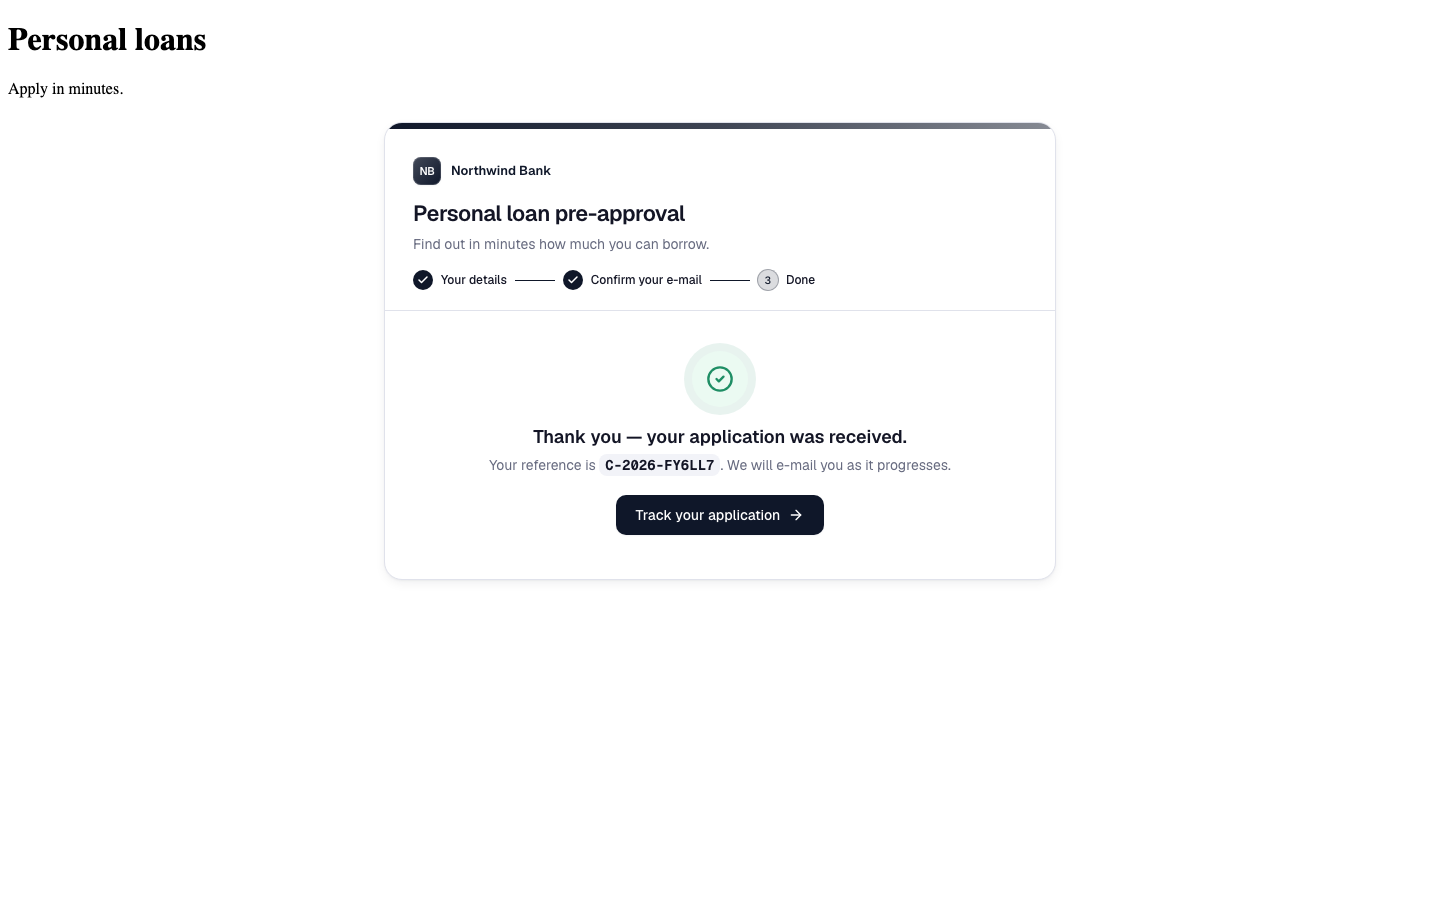 Personal loans
Apply in minutes.
NB Northwind Bank
Personal loan pre-approval
Find out in minutes how much you can borrow.
Your details Confirm your e-mail 3 Done
Thank you — your application was received.
Your reference is C-2026-FY6LL7. We will e-mail you as it progresses.
Track your application